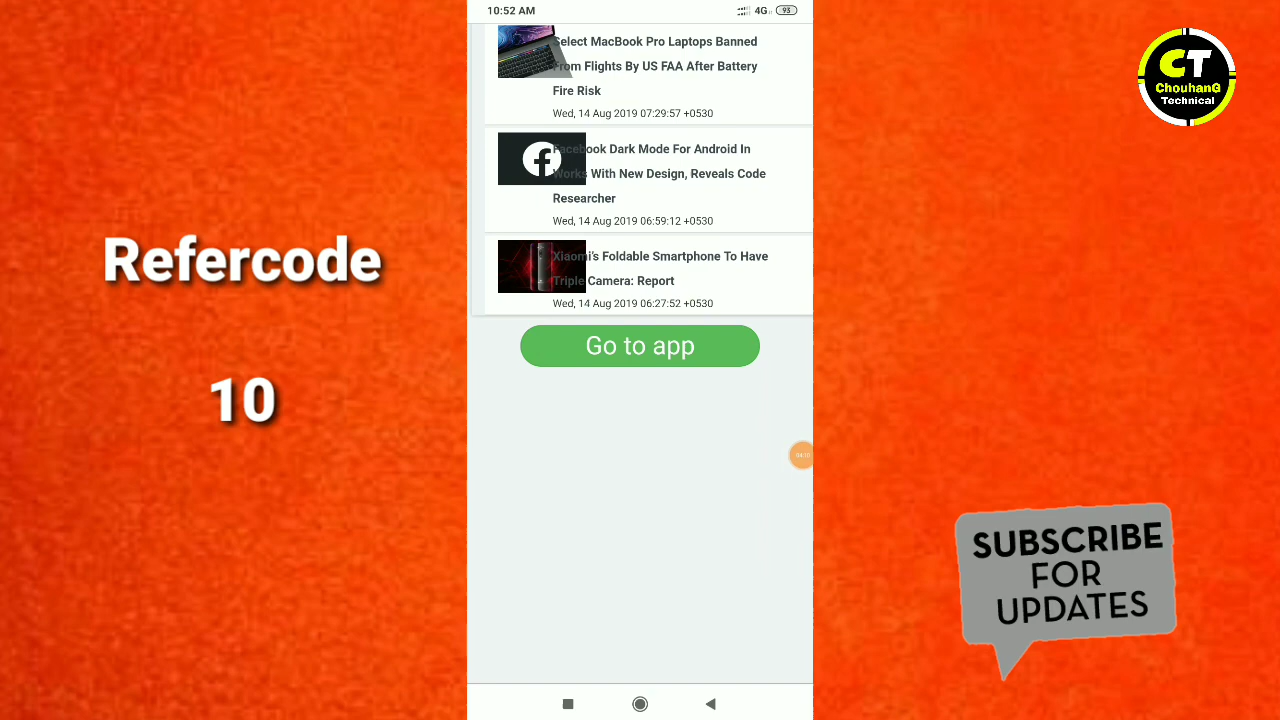 10:52 AM
4G
93
Select MacBook Pro Laptops Banned
From Flights By US FAA After Battery
Fire Risk
Wed, 14 Aug 2019 07:29:57 +0530
Facebook Dark Mode For Android In
Works With New Design, Reveals Code
Researcher
Wed, 14 Aug 2019 06:59:12 +0530
Xiaomi's Foldable Smartphone To Have
Triple Camera: Report
Wed, 14 Aug 2019 06:27:52 +0530
Go to app
Refercode
10
CT
ChouhanG
Technical
SUBSCRIBE
FOR
UPDATES